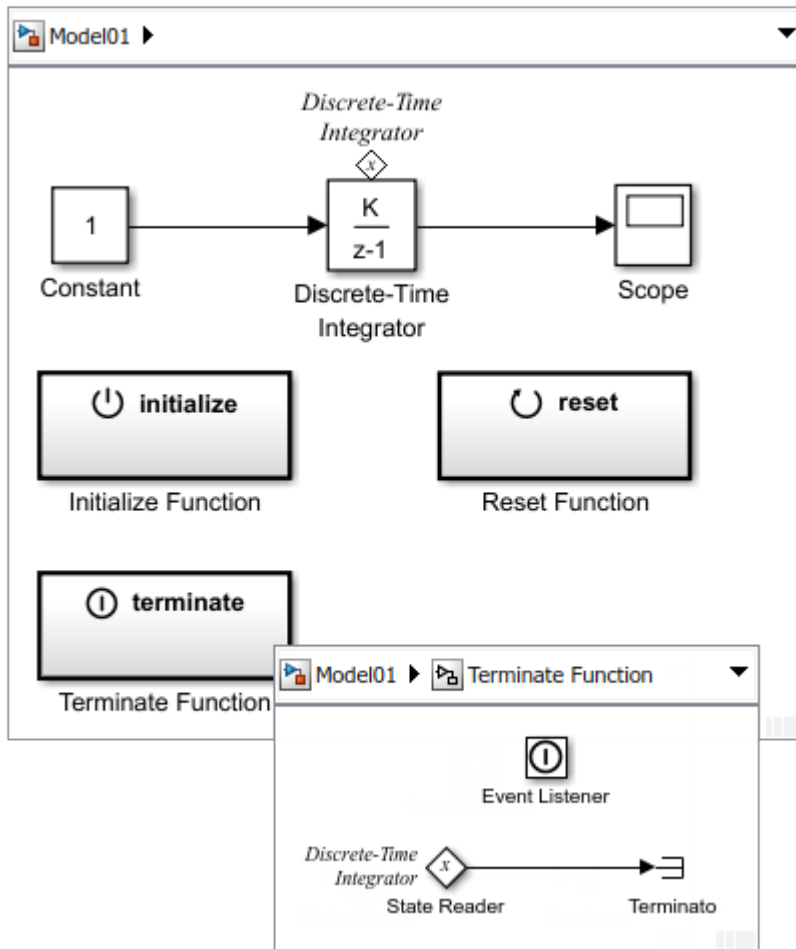 Model01
Discrete-Time
Integrator
x
1
K
z-1
Constant
Discrete-Time
Integrator
Scope
initialize
reset
Initialize Function
Reset Function
terminate
Terminate Function
Model01 Terminate Function
Event Listener
Discrete-Time
Integrator
x
State Reader
Terminato